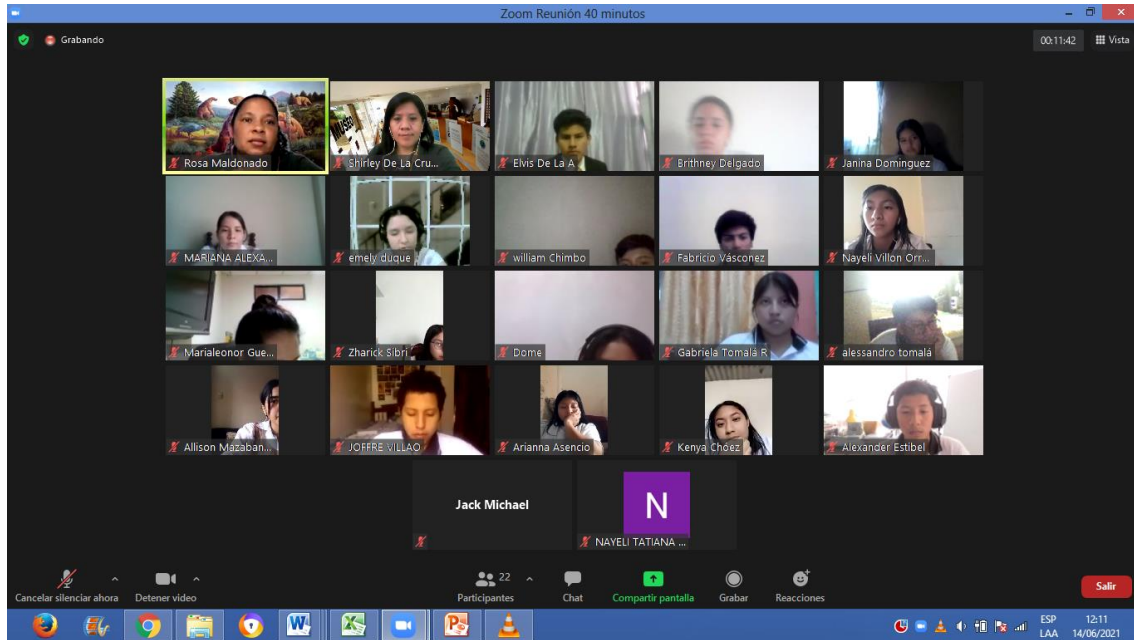 Zoom Reunión 40 minutos
Grabando
00:11:42
Vista
MUSEO
Rosa Maldonado
Shirley De La Cru...
Elvis De La A
Brithney Delgado
Janina Dominguez
MARIANA ALEXA...
emely duque
william Chimbo
Fabricio Vásconez
Nayeli Villon Orr...
Marialeonor Gue...
Zharick Sibri
Dome
Gabriela Tomalá R
alessandro tomalá
Allison Mazaban...
JOFFRE VILLAO
Arianna Asencio
Kenya Chóez
Alexander Estibel
Jack Michael
N
NAYELI TATIANA ...
Cancelar silenciar ahora
Detener video
22
Participantes
Chat
Compartir pantalla
Grabar
Reacciones
Salir
ESP
LAA
12:11
14/06/2021